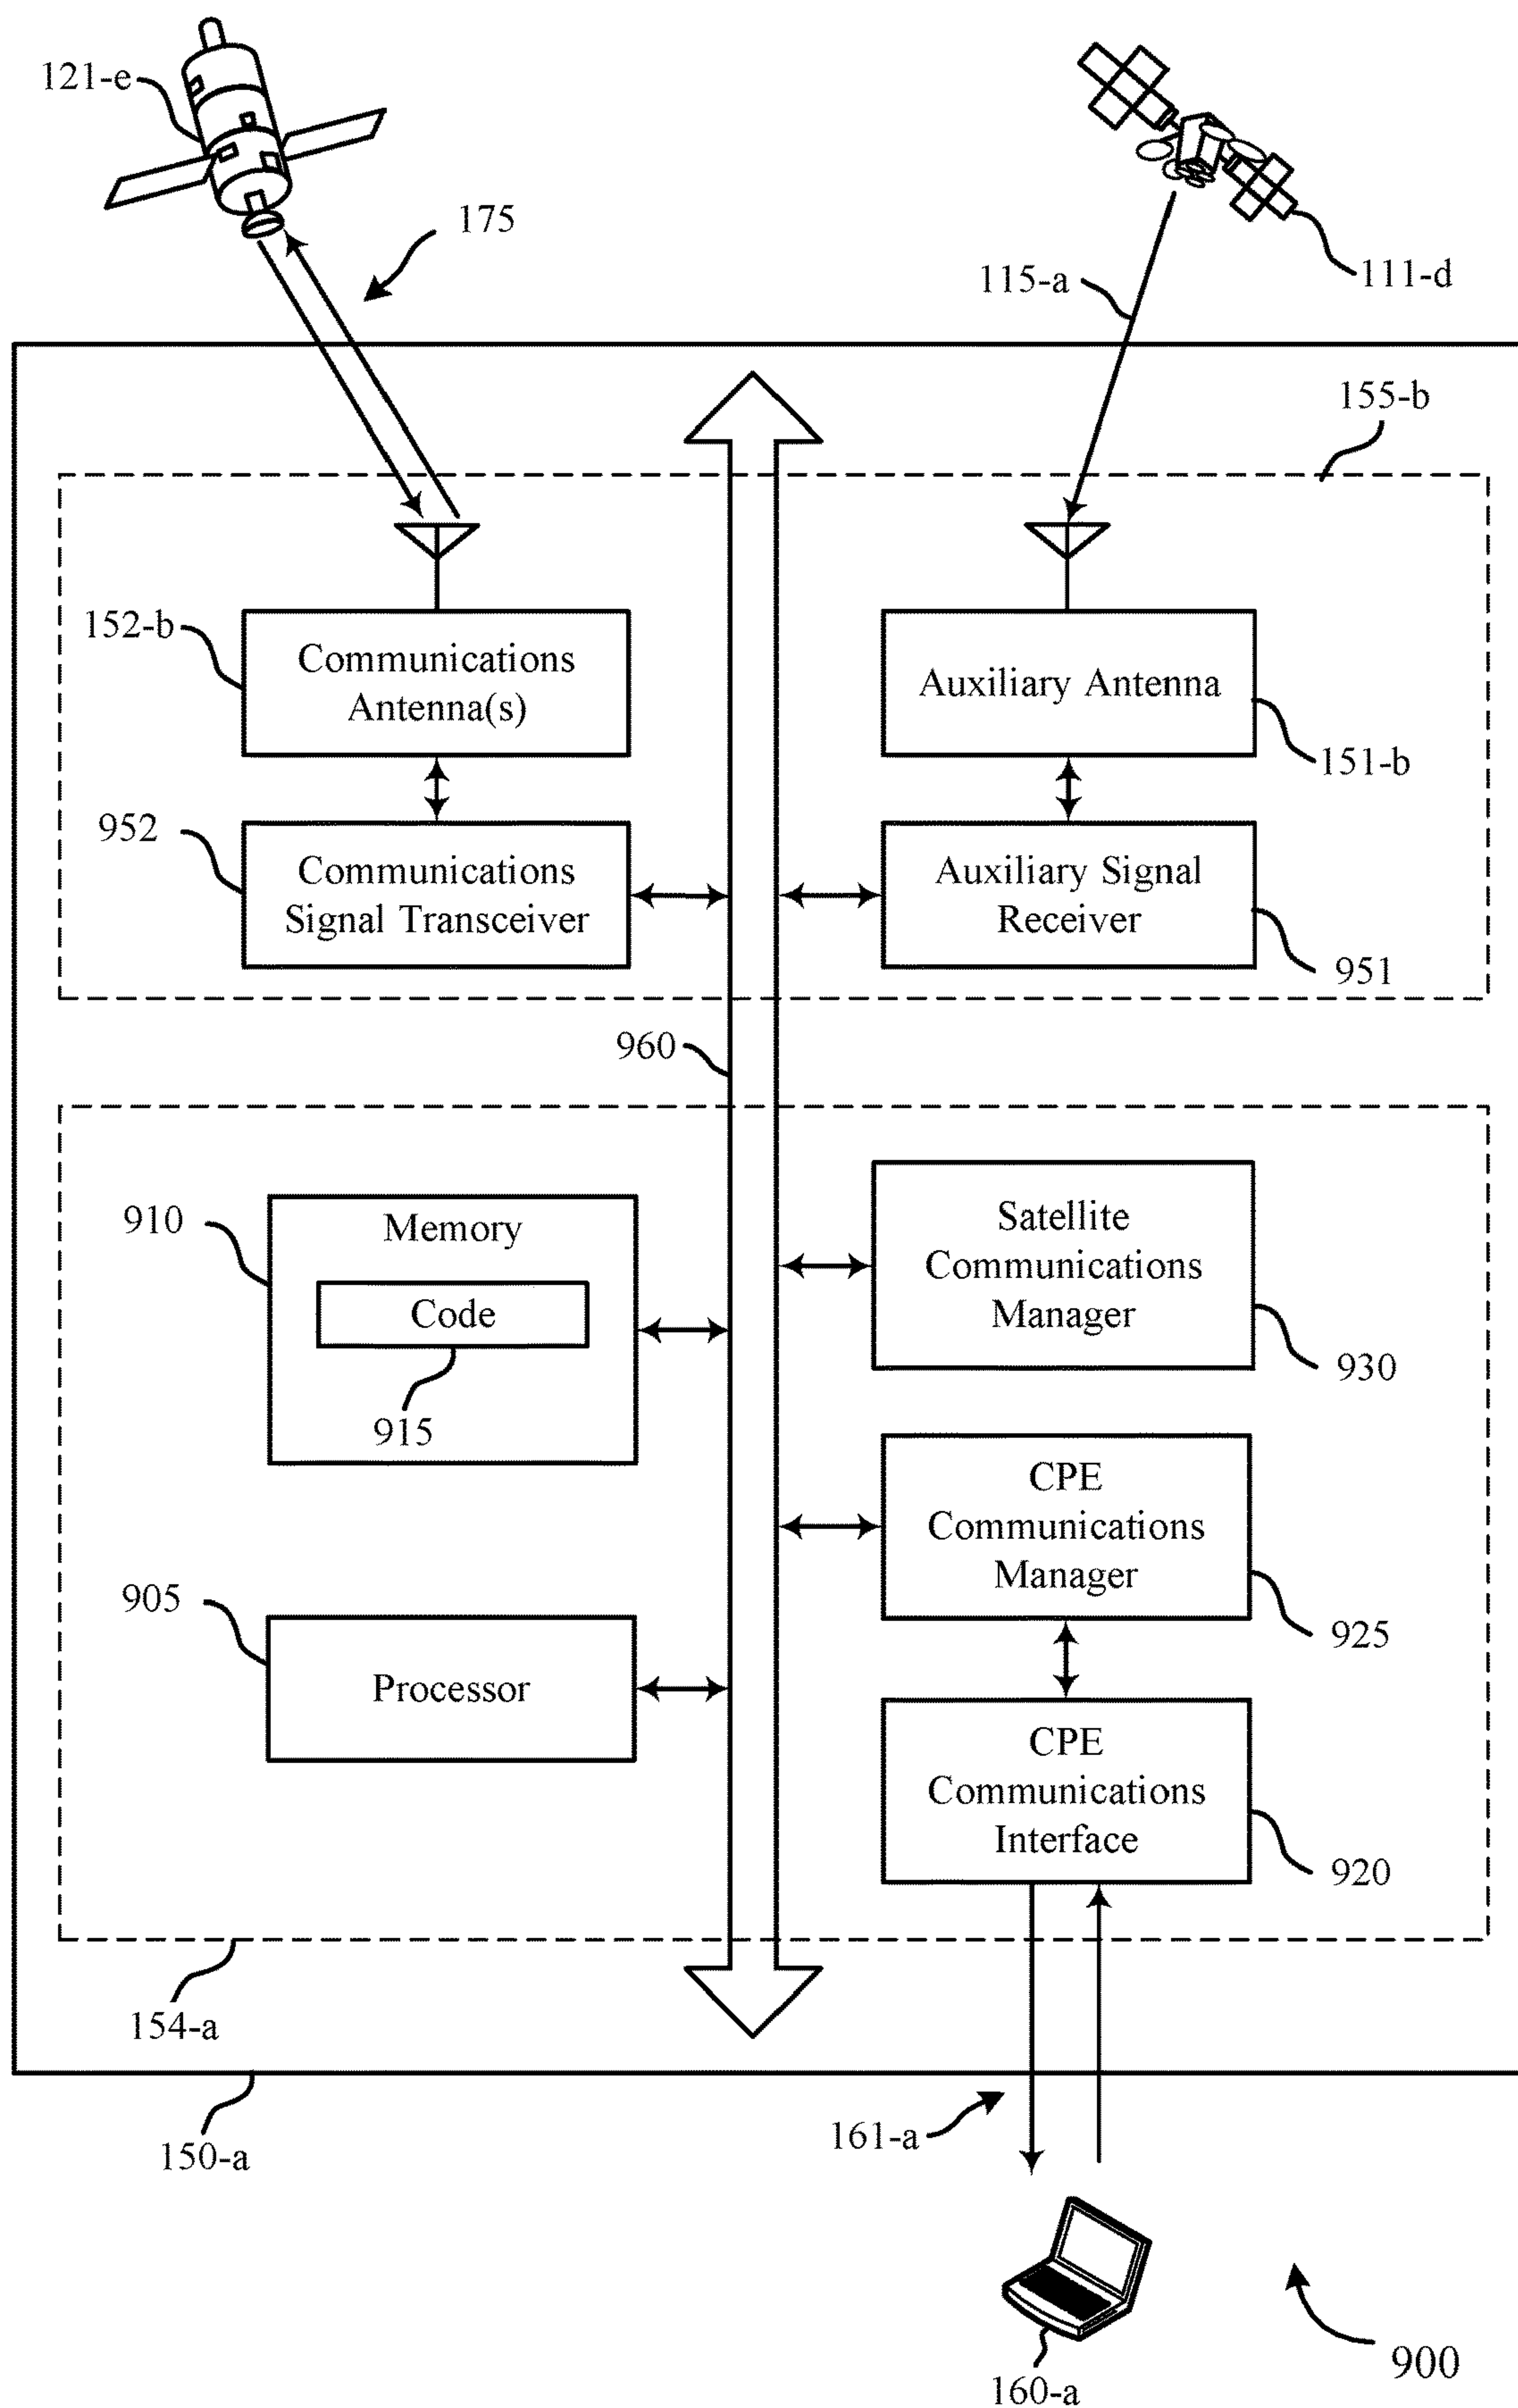 121-e
175
115-a
111-d
155-b
152-b
Communications
Antenna(s)
Auxiliary Antenna
151-b
952
Communications
Signal Transceiver
Auxiliary Signal
Receiver
951
960
910
Memory
Code
915
Satellite
Communications
Manager
930
CPE
Communications
Manager
925
905
Processor
CPE
Communications
Interface
920
154-a
150-a
161-a
160-a
900